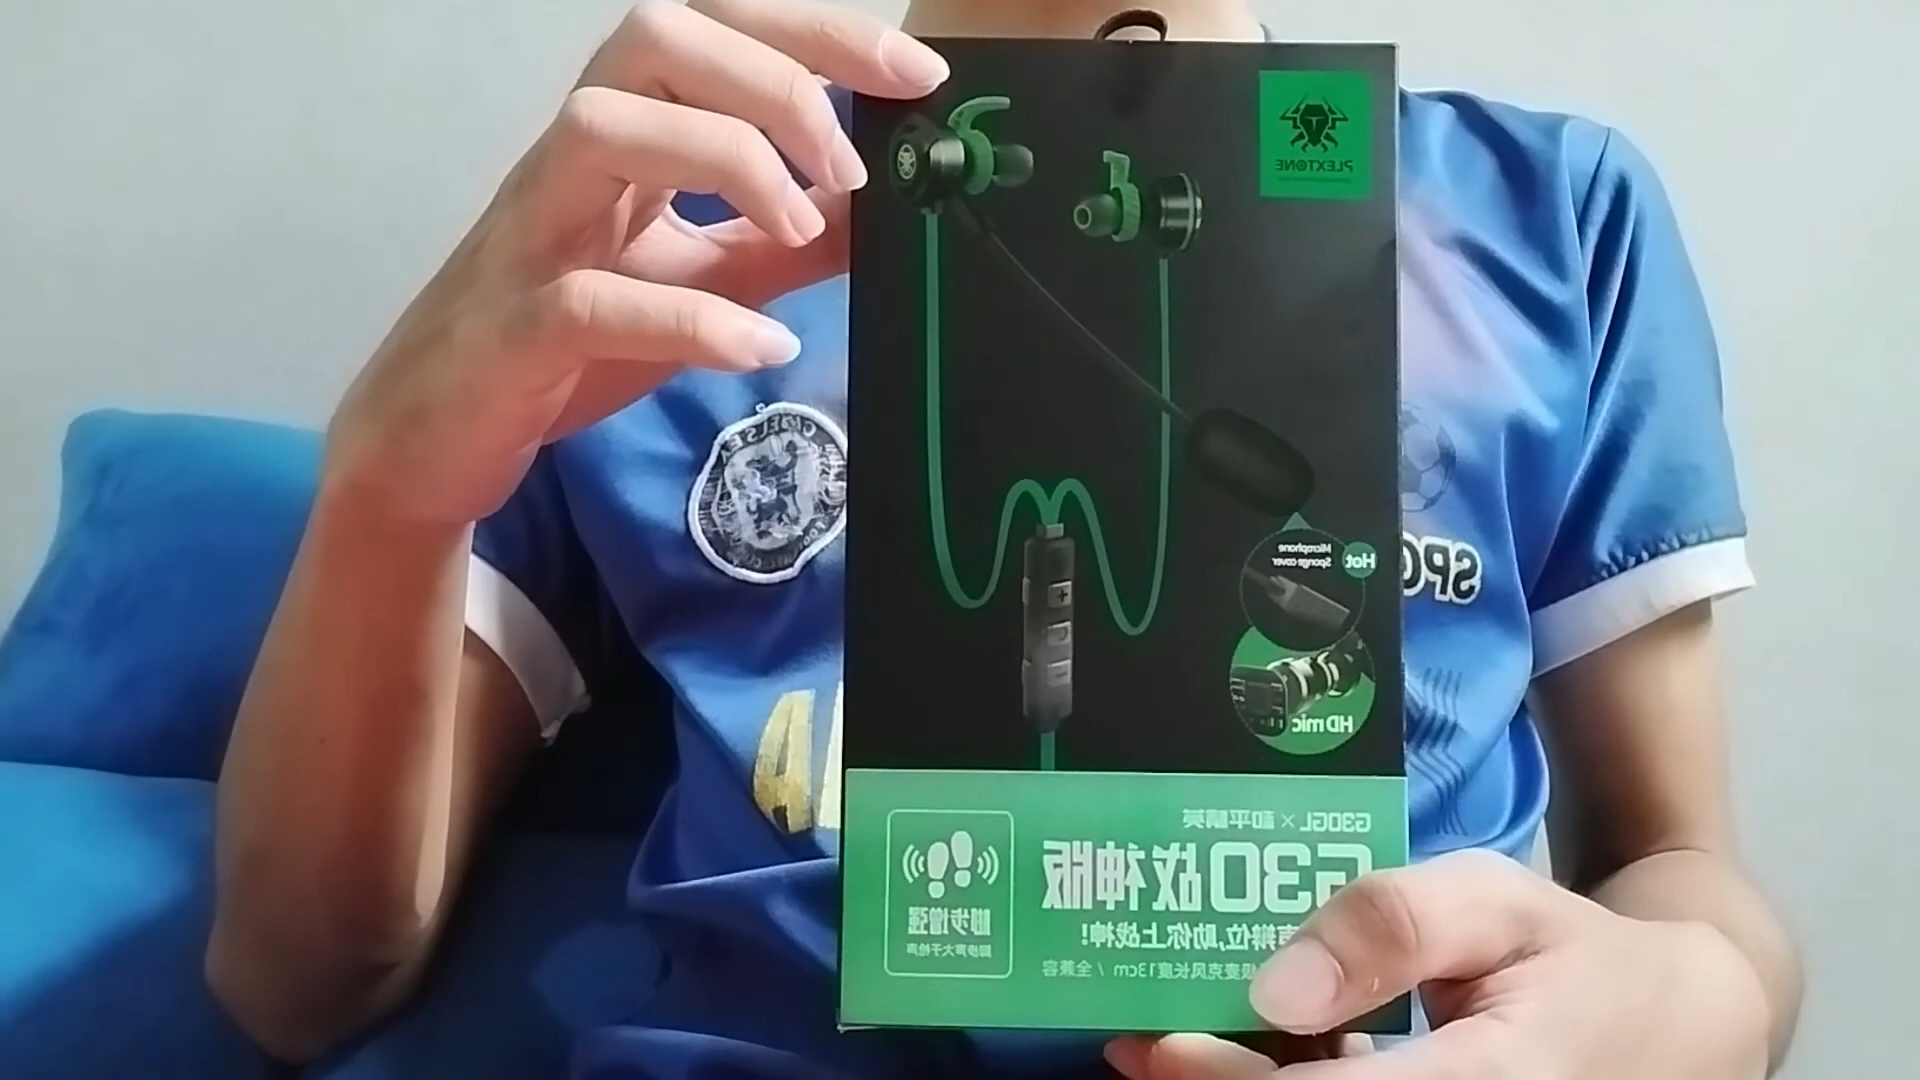 PLEXTONE
Hot
Microphone
Sponge cover
HD mic
G30GL × 和平精英
G30战神版
辩位,助你上战神!
麦克风长度13cm / 全兼容
脚步增强
脚步声大于枪声
CHELSEA
SPO